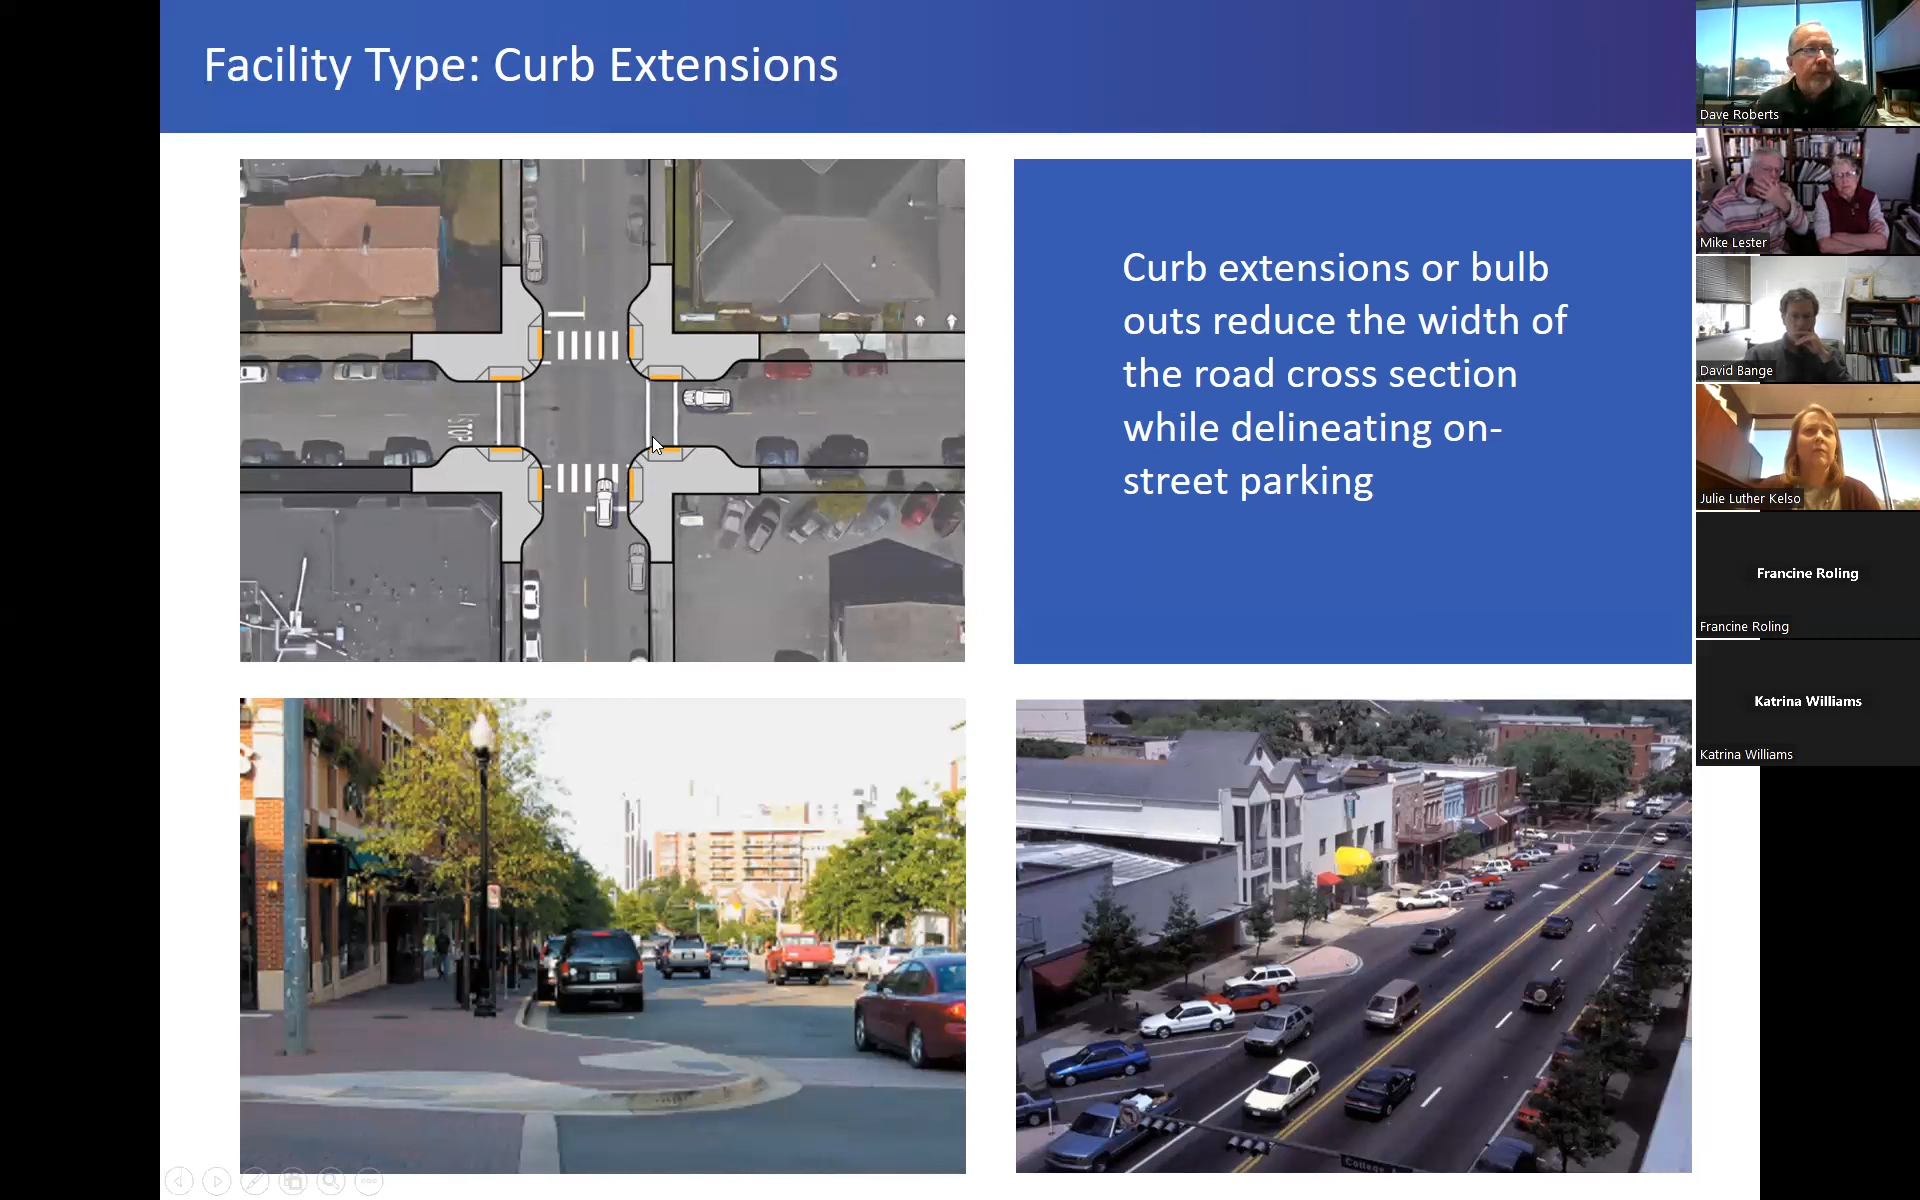 Facility Type: Curb Extensions
Curb extensions or bulb
outs reduce the width of
the road cross section
while delineating on-
street parking
STOP
Dave Roberts
Mike Lester
David Bange
Julie Luther Kelso
Francine Roling
Francine Roling
Katrina Williams
Katrina Williams
College